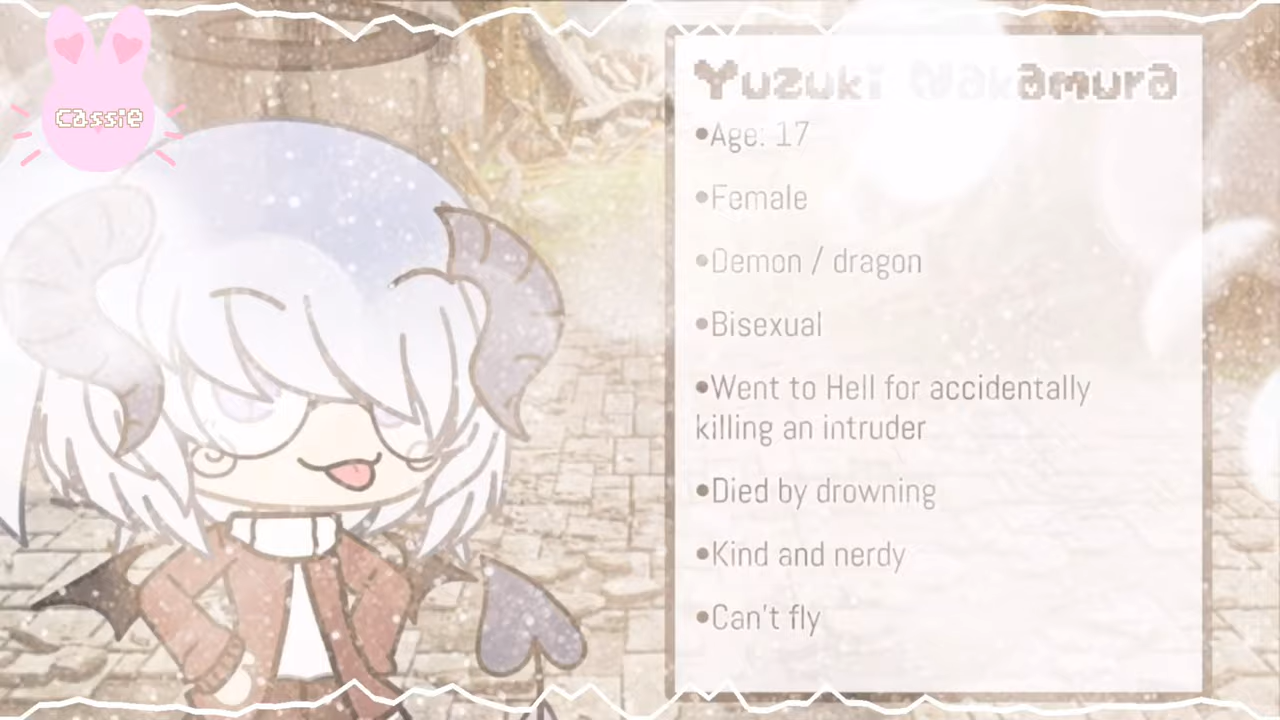 Cassie
Yuzuki Nakamura
•Age: 17
•Female
•Demon / dragon
•Bisexual
•Went to Hell for accidentally
killing an intruder
•Died by drowning
•Kind and nerdy
•Can't fly